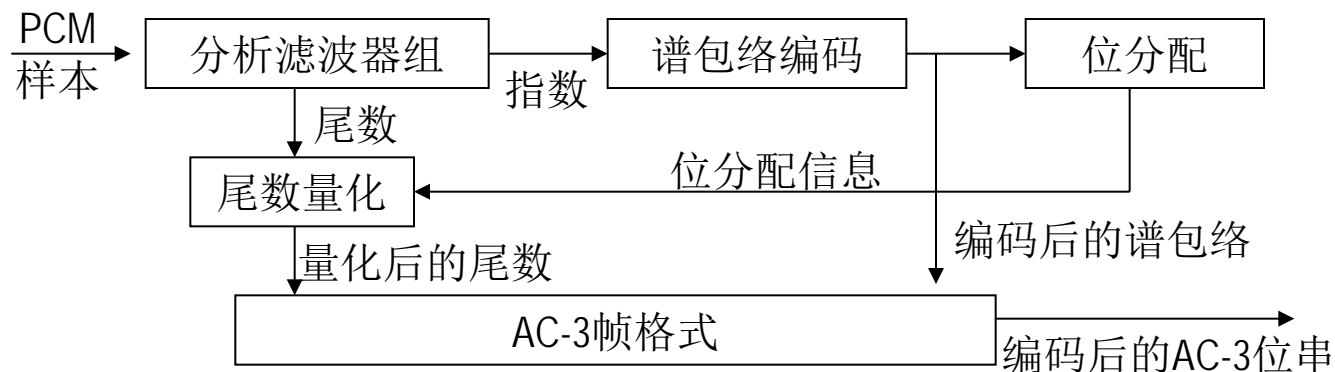 PCM
样本
分析滤波器组
指数
谱包络编码
位分配
尾数
尾数量化
位分配信息
编码后的谱包络
量化后的尾数
AC-3帧格式
编码后的AC-3位串